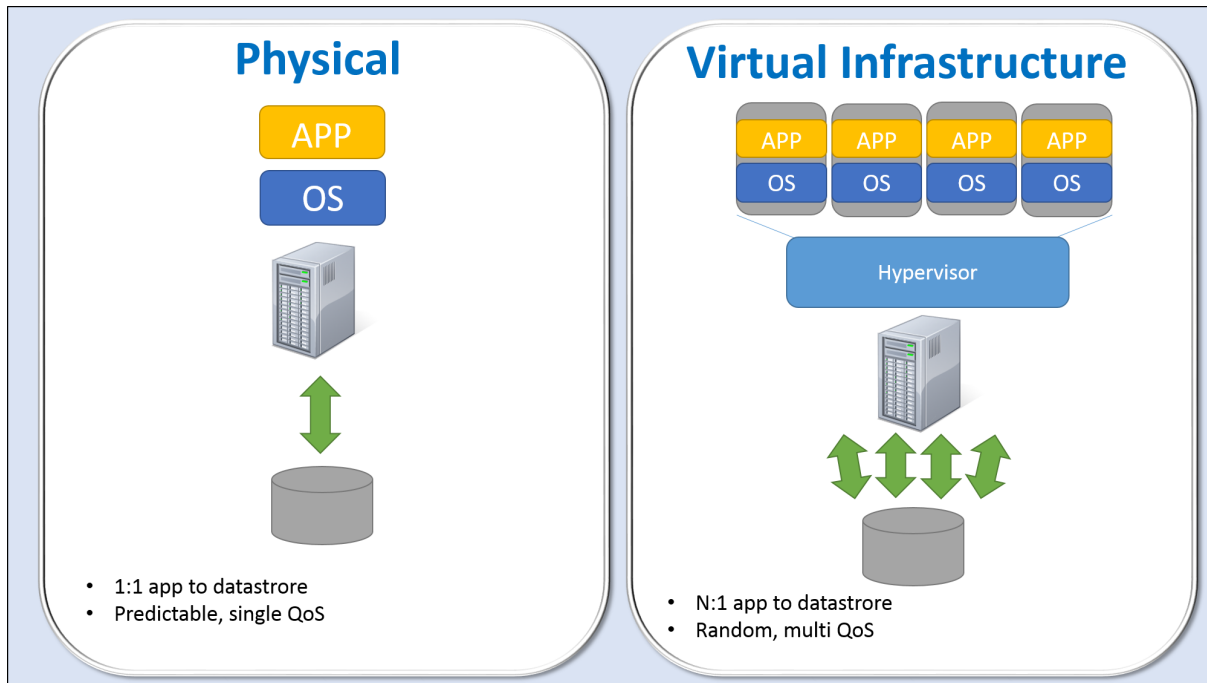 Physical
APP
OS
• 1:1 app to datastrore
• Predictable, single QoS
Virtual Infrastructure
APP APP APP APP
OS OS OS OS
Hypervisor
• N:1 app to datastrore
• Random, multi QoS